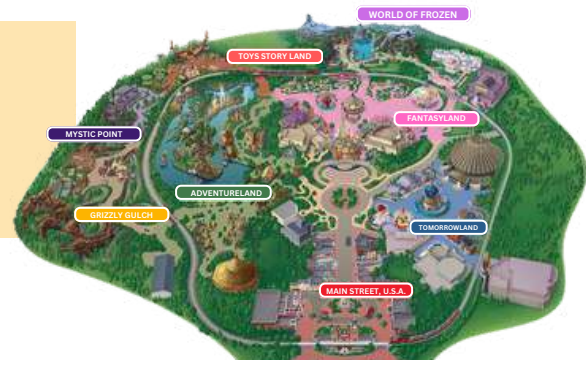 WORLD OF FROZEN
TOYS STORY LAND
FANTASYLAND
MYSTIC POINT
ADVENTURELAND
GRIZZLY GULCH
TOMORROWLAND
MAIN STREET, U.S.A.